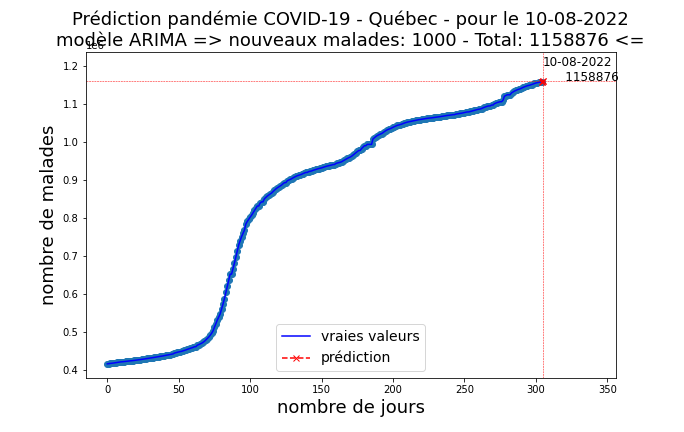 Prédiction pandémie COVID-19 - Québec - pour le 10-08-2022
modèle ARIMA => nouveaux malades: 1000 - Total: 1158876 <=
1e6
10-08-2022
1158876
1.2
1.1
1.0
0.9
0.8
0.7
0.6
0.5
0.4
nombre de malades
vraies valeurs
prédiction
0 50 100 150 200 250 300 350
nombre de jours